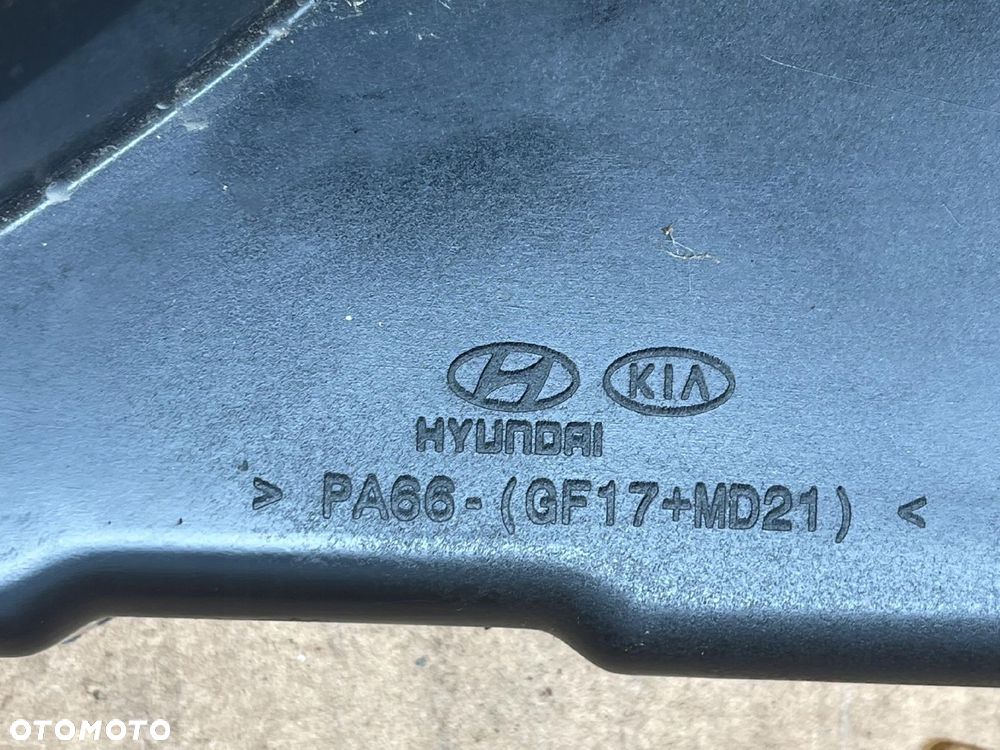 KIA
HYUNDAI
> PA66-(GF17+MD21) <
OTOMOTO